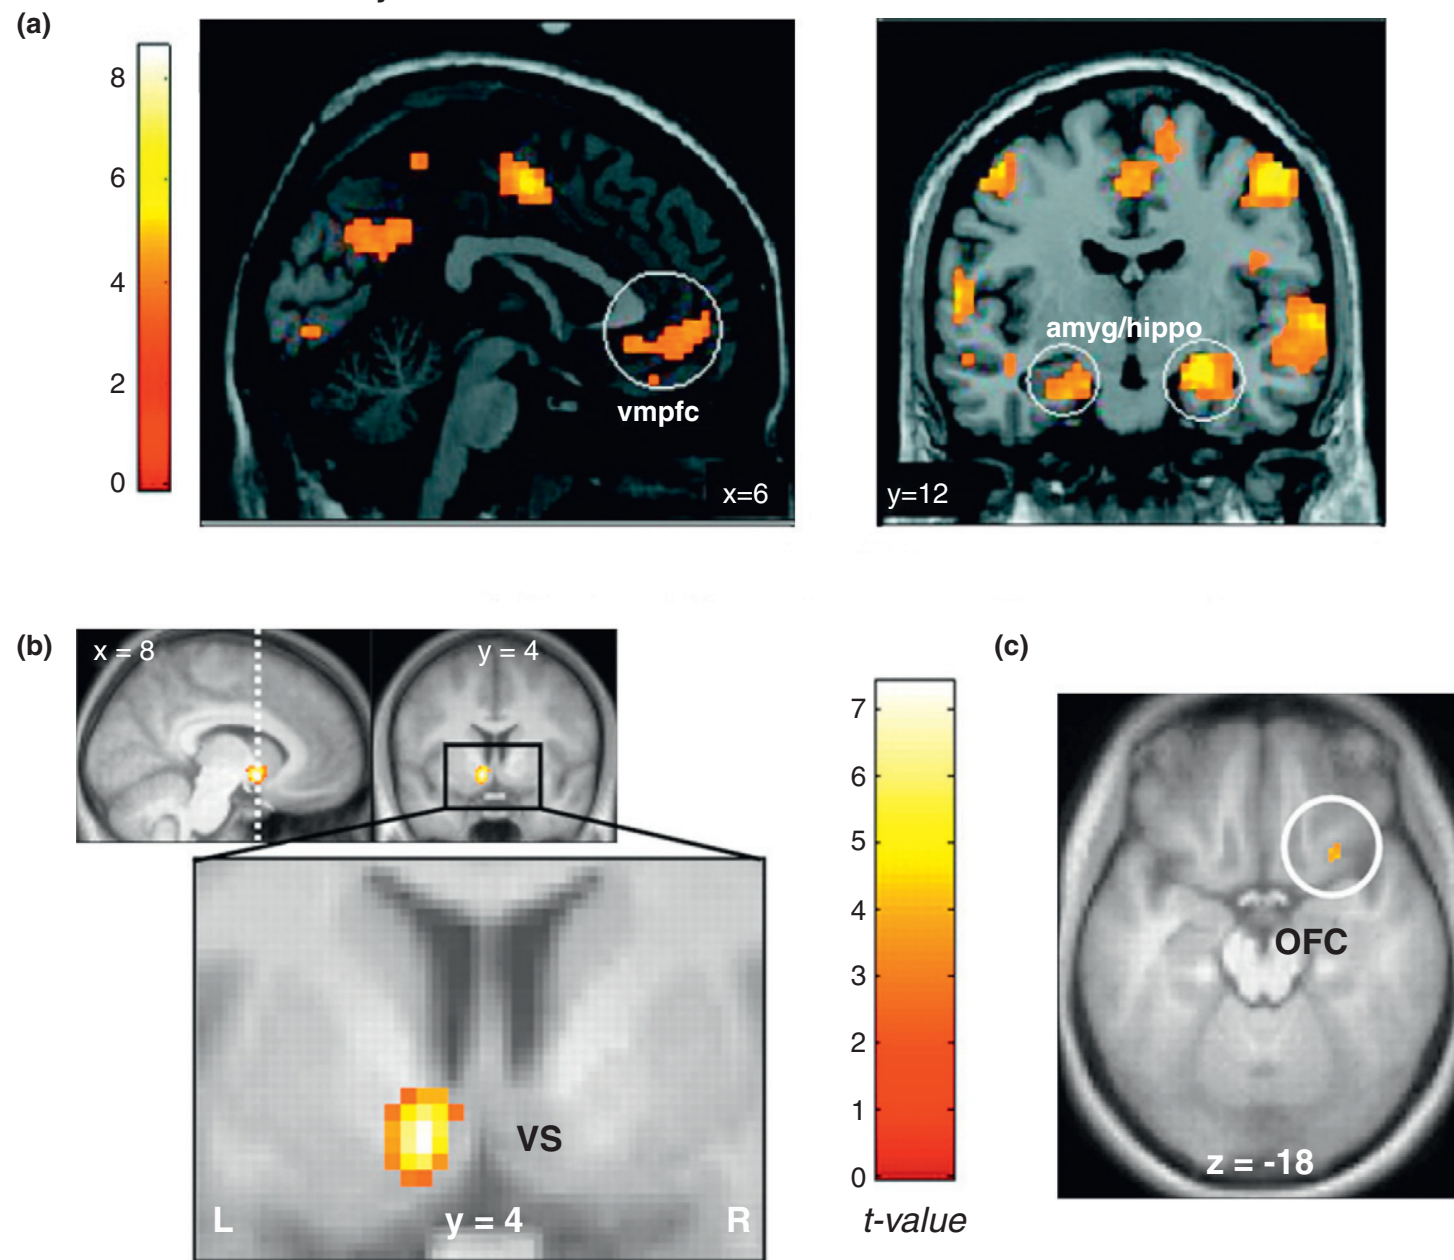 (a)
8
6
4
2
0
vmpfc
x=6
amyg/hippo
y=12
(b)
x = 8
y = 4
VS
L
y = 4
R
7
6
5
4
3
2
1
0
t-value
(c)
OFC
z = -18